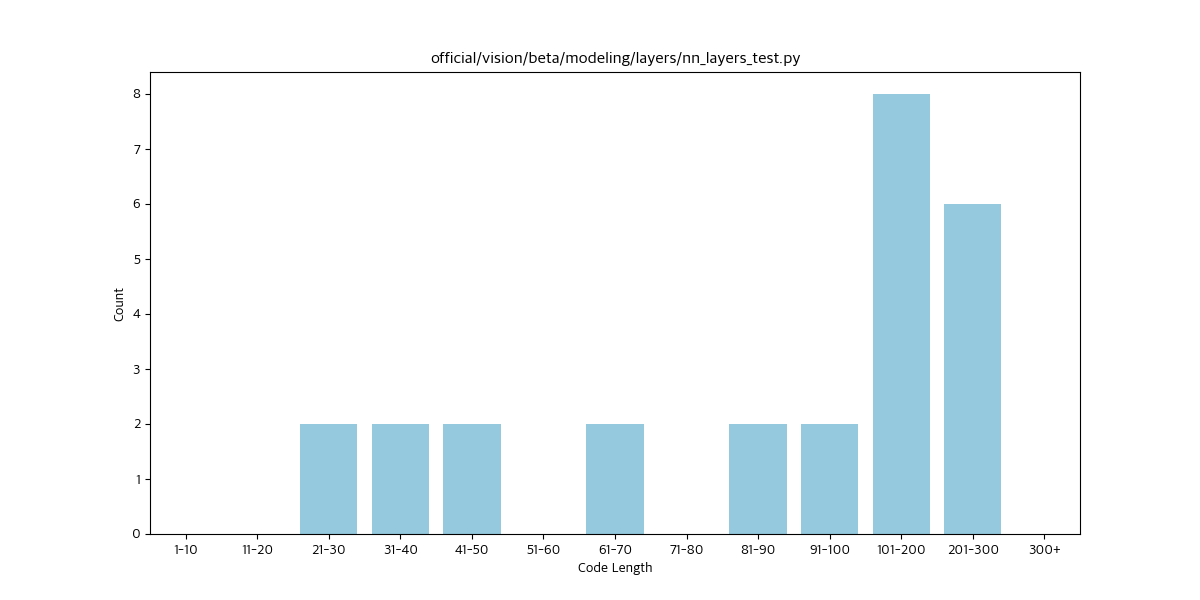 official/vision/beta/modeling/layers/nn_layers_test.py
8
7
6
5
4
3
2
1
0
Count
1-10 11-20 21-30 31-40 41-50 51-60 61-70 71-80 81-90 91-100 101-200 201-300 300+
Code Length